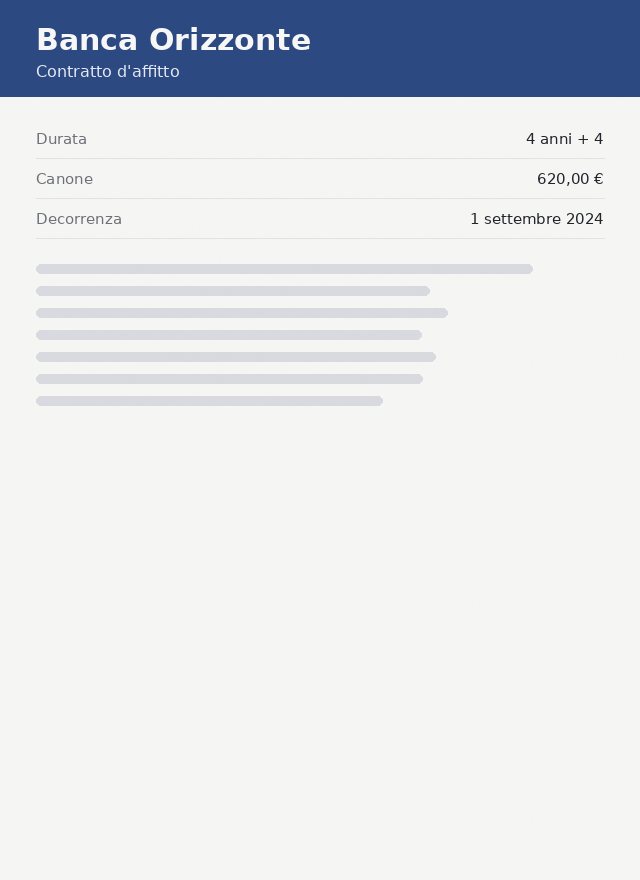 Banca Orizzonte
Contratto d'affitto
Durata 4 anni + 4
Canone 620,00 €
Decorrenza 1 settembre 2024